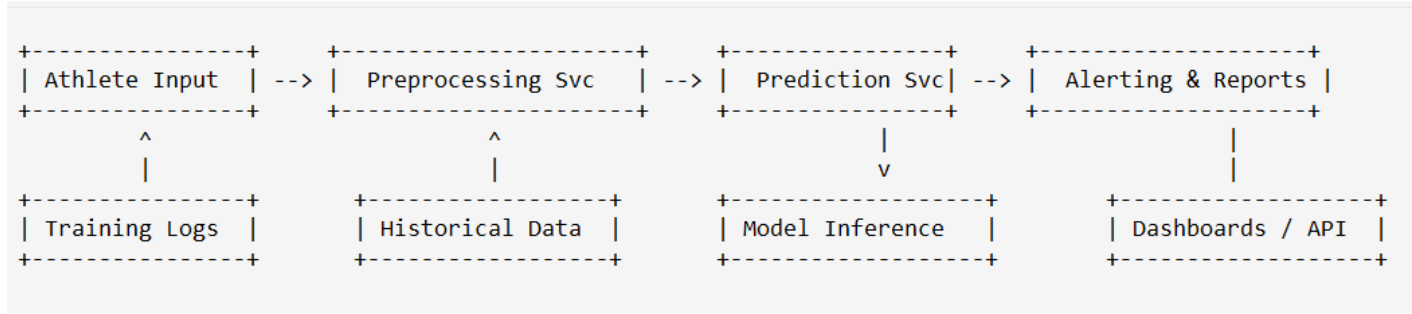 +----------------+ +----------------------+ +----------------+ +--------------------+
| Athlete Input | --> | Preprocessing Svc | --> | Prediction Svc| --> | Alerting & Reports |
+----------------+ +----------------------+ +----------------+ +--------------------+
^ ^ | |
| | v |
+----------------+ +------------------+ +-------------------+ +-------------------+
| Training Logs | | Historical Data | | Model Inference | | Dashboards / API |
+----------------+ +------------------+ +-------------------+ +-------------------+